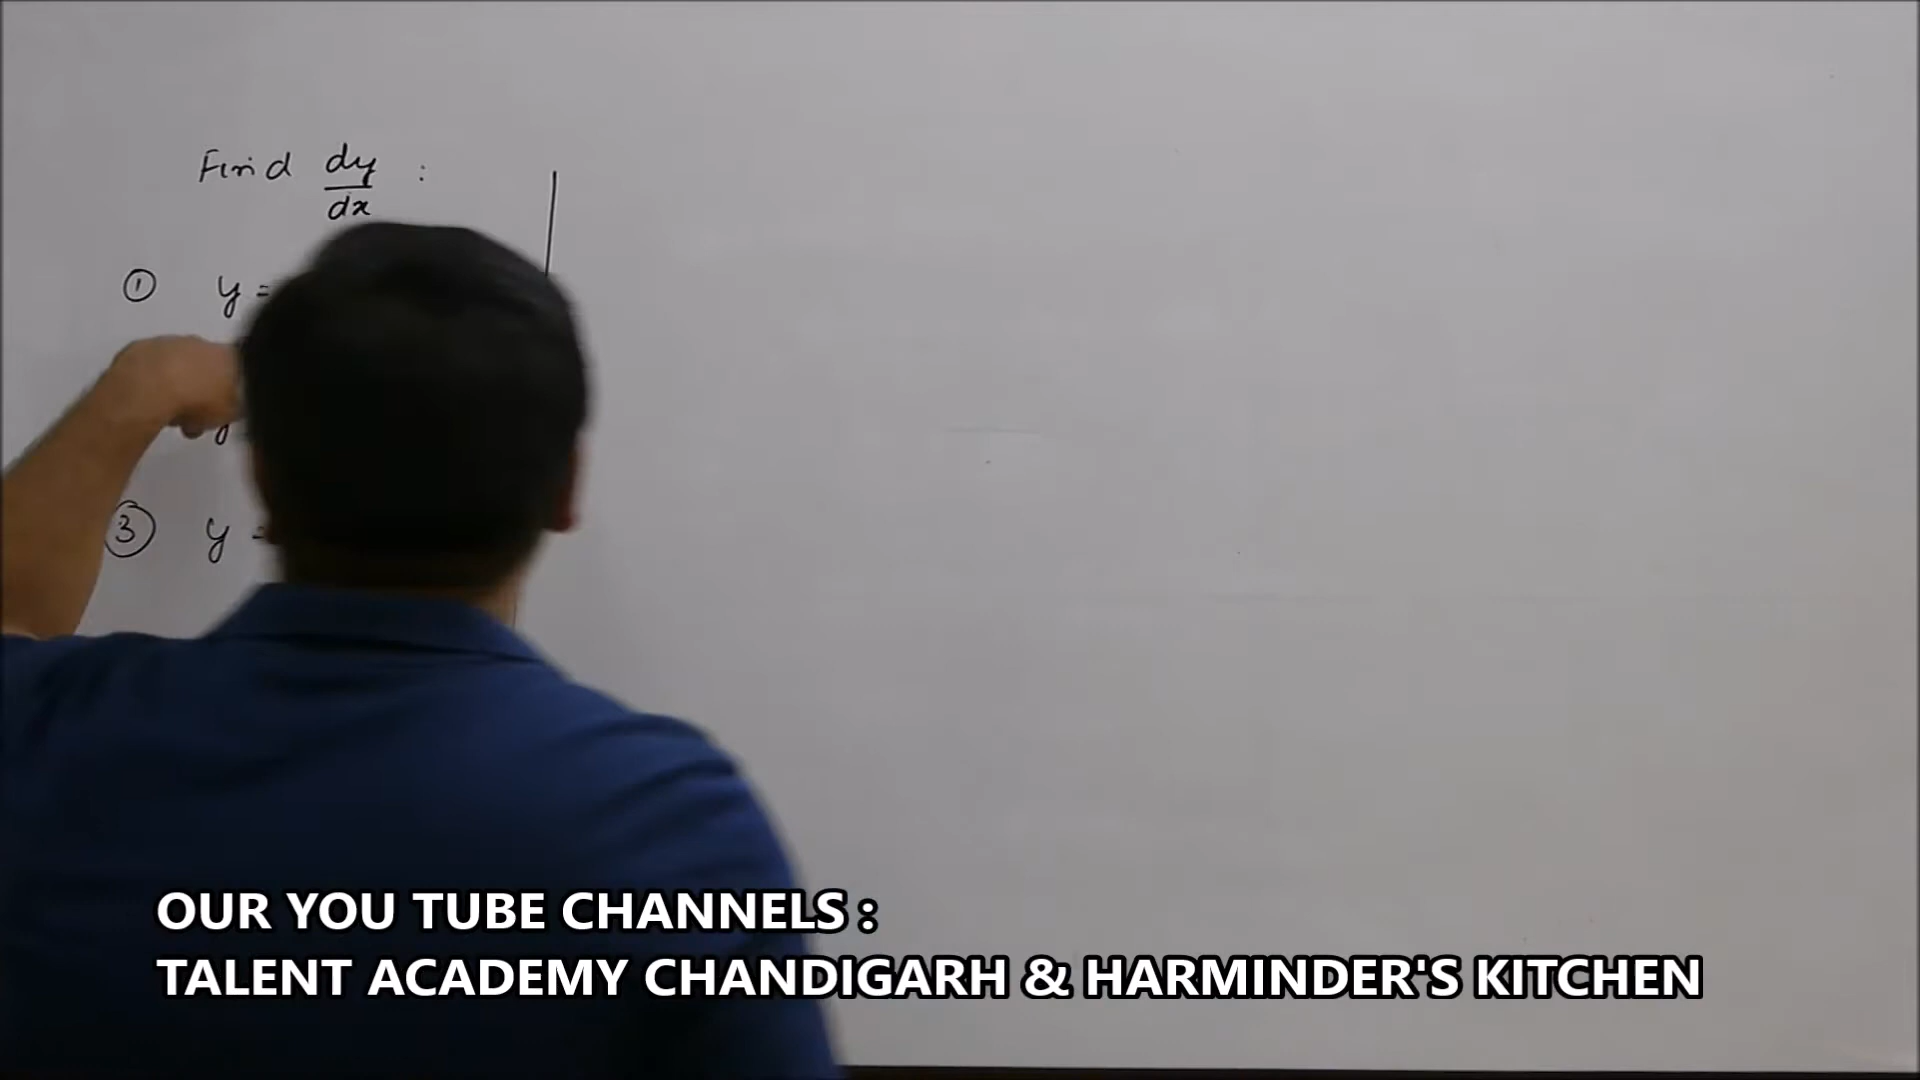 Find dy/dx :
① y =
y
③ y =
OUR YOU TUBE CHANNELS :
TALENT ACADEMY CHANDIGARH & HARMINDER'S KITCHEN